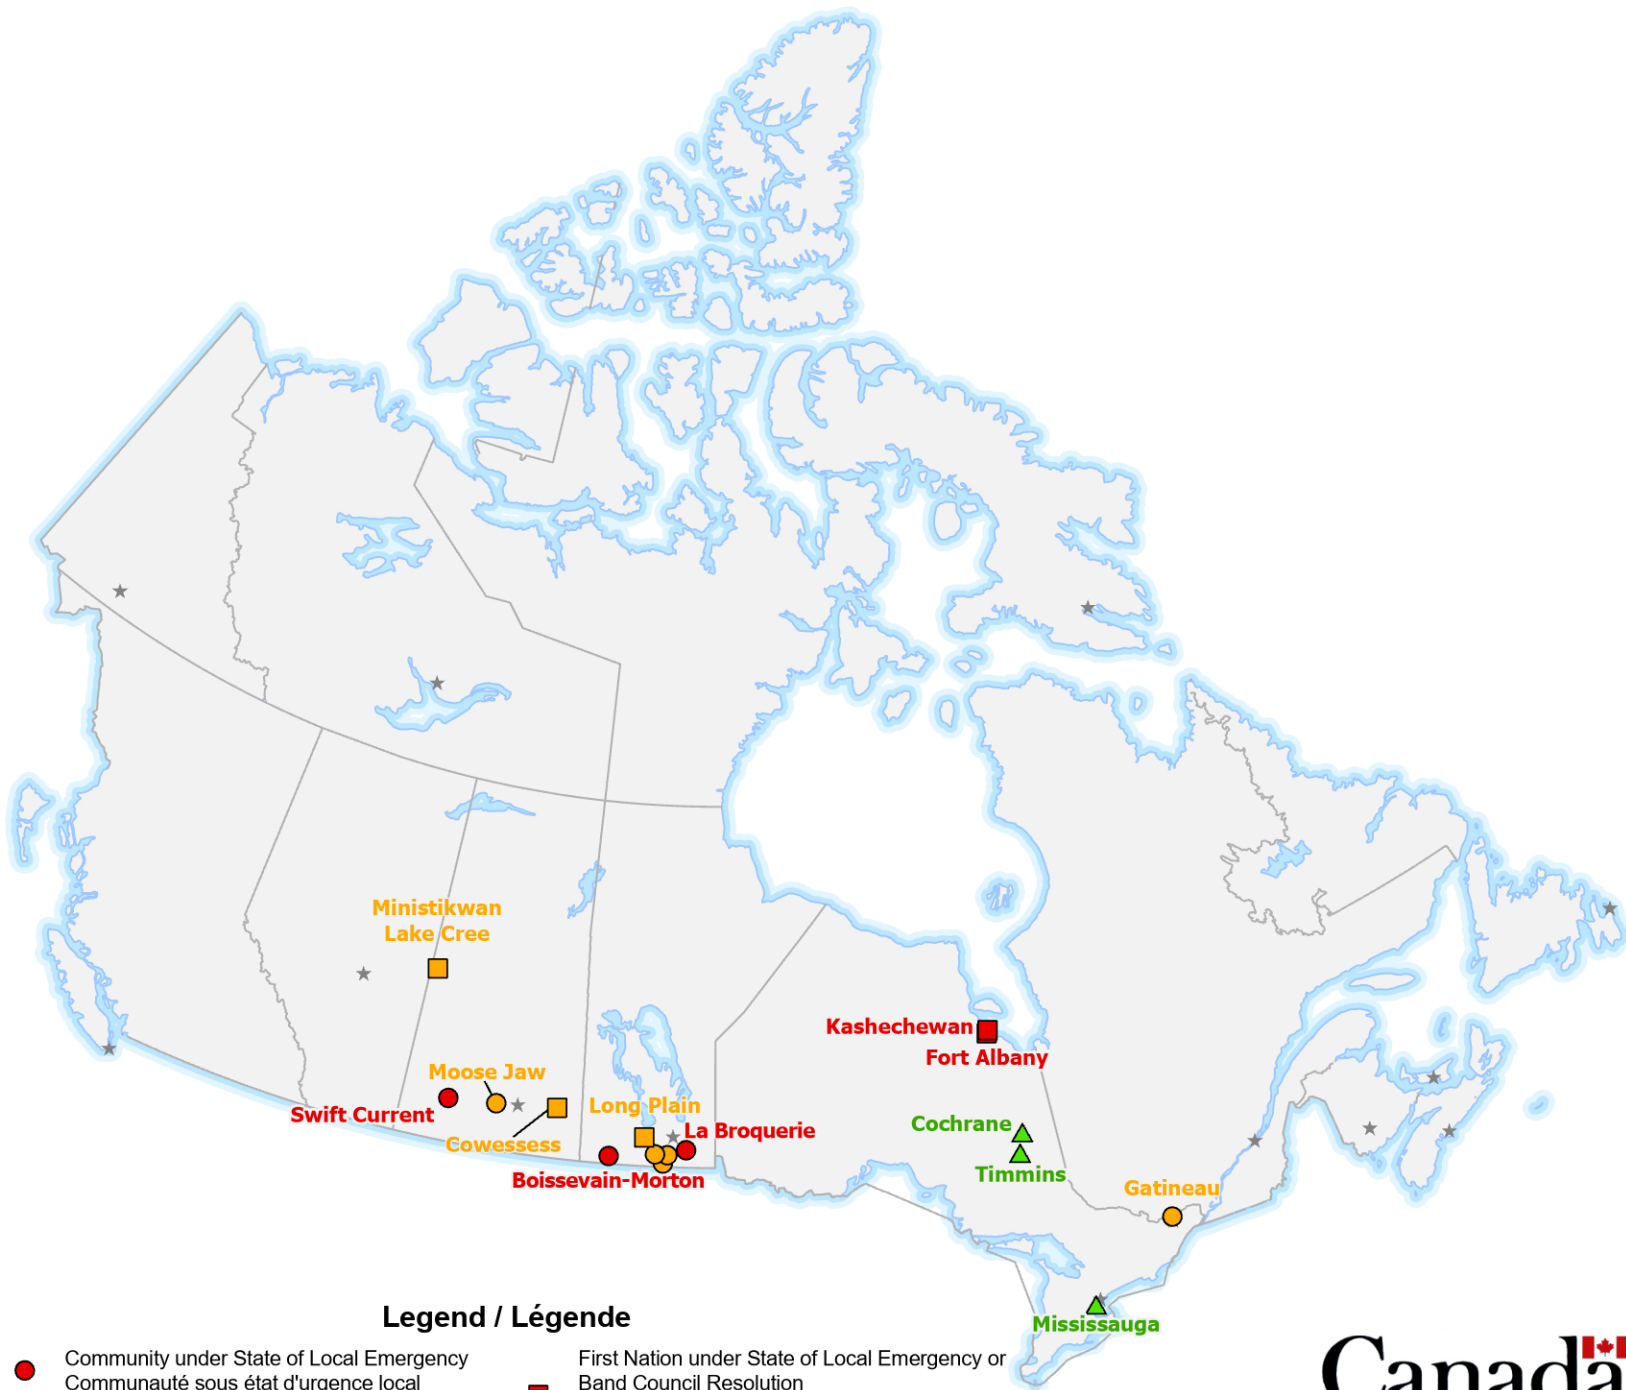 Ministikwan
Lake Cree
Kashechewan
Fort Albany
Moose Jaw
Swift Current
Long Plain
La Broquerie
Cowessess
Boissevain-Morton
Cochrane
Timmins
Gatineau
Mississauga
Legend / Légende
Community under State of Local Emergency
Communauté sous état d'urgence local
First Nation under State of Local Emergency or
Band Council Resolution
Canada